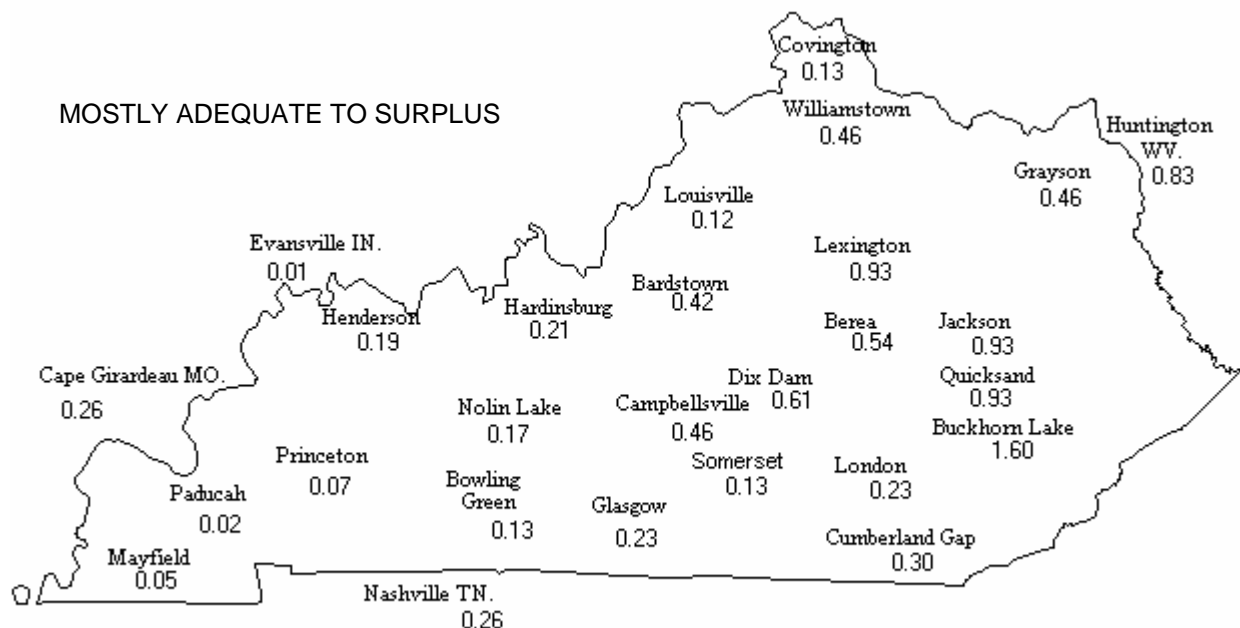 Covington
0.13
MOSTLY ADEQUATE TO SURPLUS
Williamstown
0.46
Huntington
WV.
0.83
Grayson
0.46
Louisville
0.12
Evansville IN.
0.01
Lexington
0.93
Bardstown
0.42
Hardinsburg
0.21
Henderson
0.19
Berea
0.54
Jackson
0.93
Cape Girardeau MO.
0.26
Dix Dam
0.61
Quicksand
0.93
Nolin Lake
0.17
Campbellsville
0.46
Buckhorn Lake
1.60
Princeton
0.07
Somerset
0.13
London
0.23
Paducah
0.02
Bowling
Green
0.13
Glasgow
0.23
Mayfield
0.05
Cumberland Gap
0.30
Nashville TN.
0.26